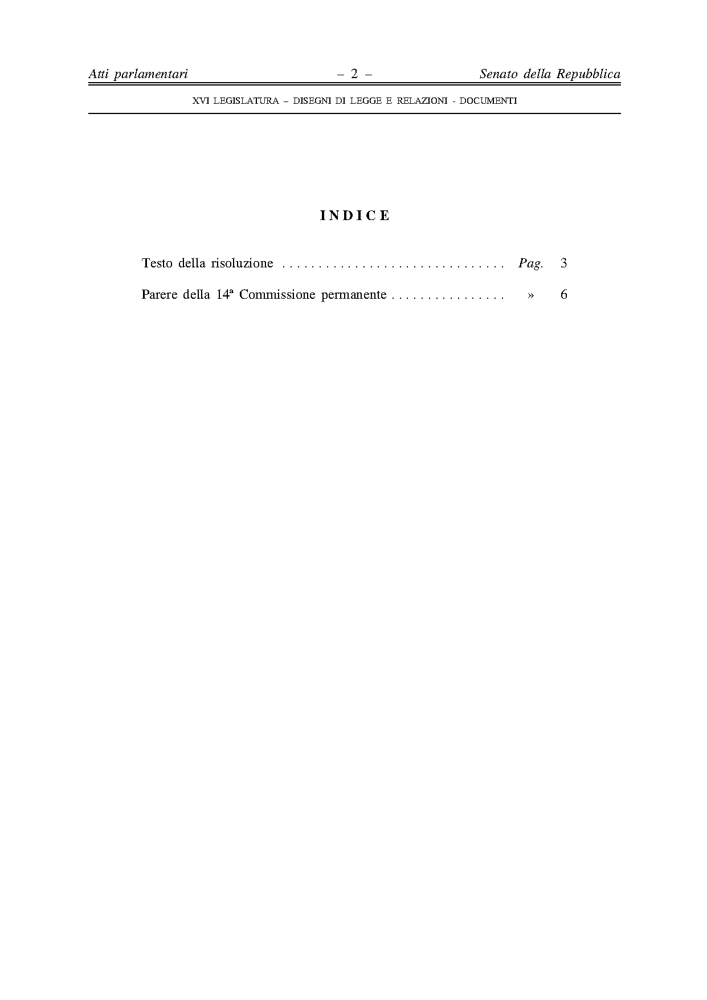 Atti parlamentari – 2 – Senato della Repubblica
XVI LEGISLATURA – DISEGNI DI LEGGE E RELAZIONI - DOCUMENTI
INDICE
Testo della risoluzione . . . . . . . . . . . . . . . . . . . . . . . . . . . . . . . Pag. 3
Parere della 14ª Commissione permanente . . . . . . . . . . . . . . . . » 6